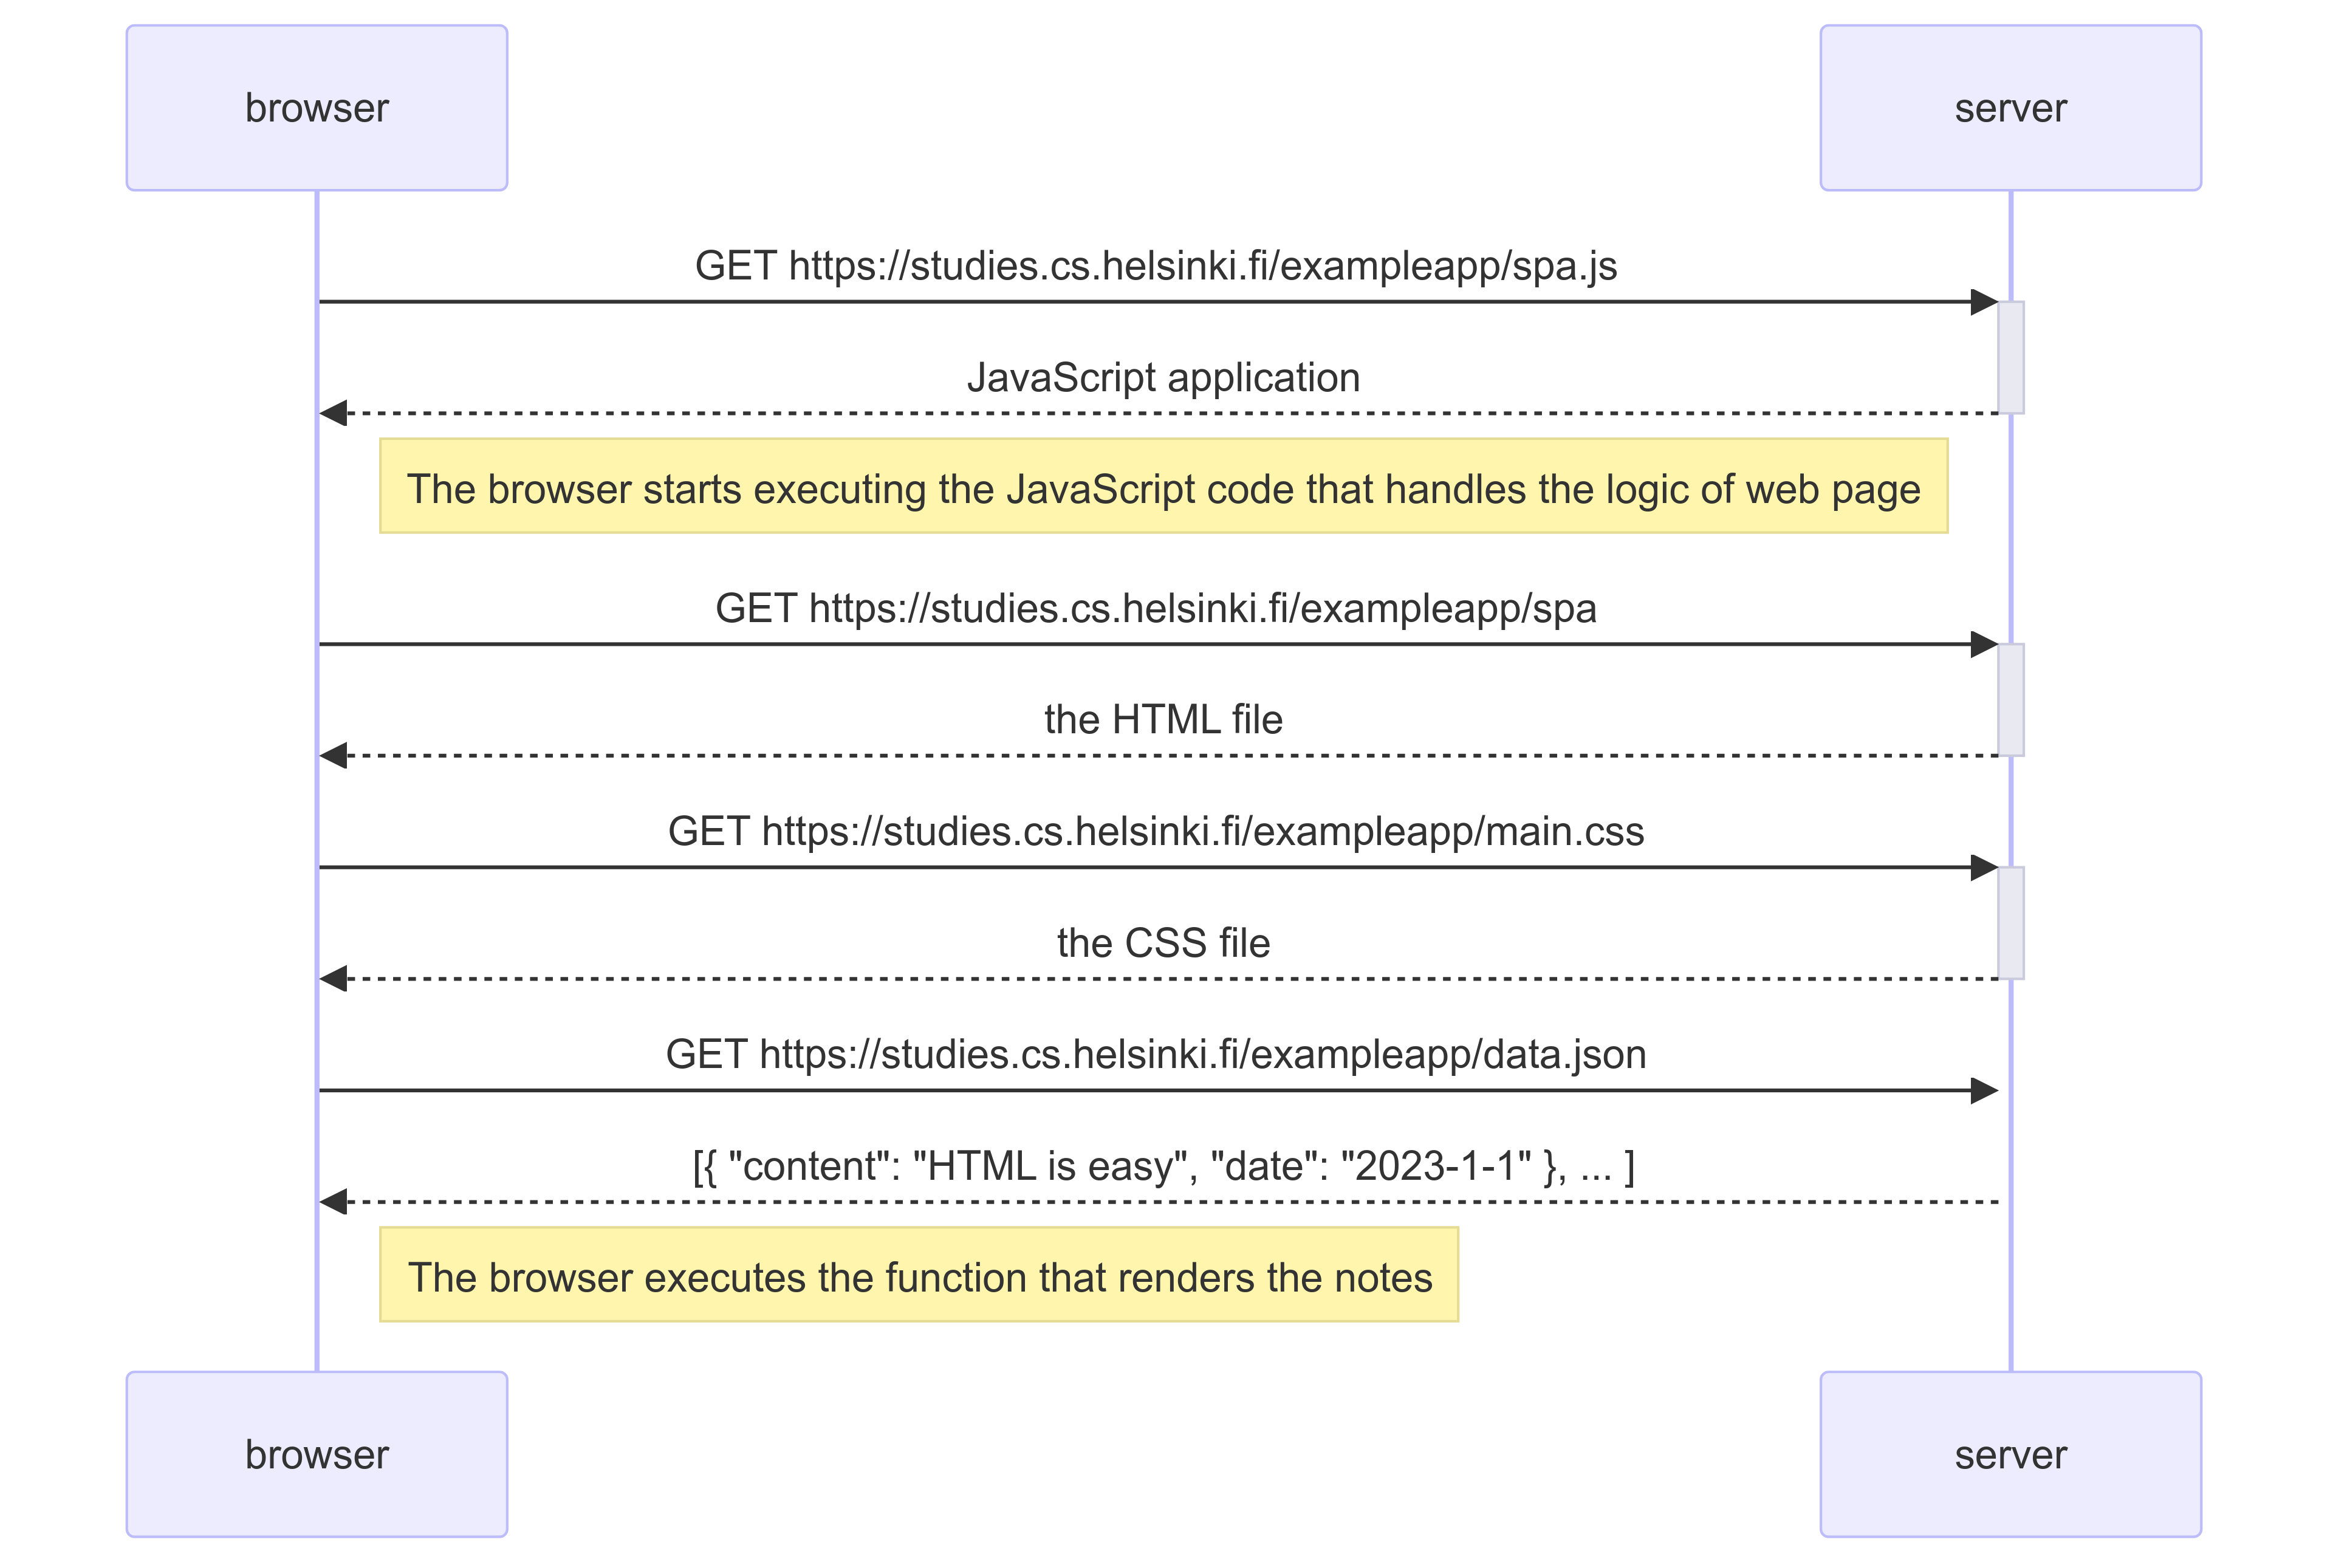 browser
server
GET https://studies.cs.helsinki.fi/exampleapp/spa.js
JavaScript application
The browser starts executing the JavaScript code that handles the logic of web page
GET https://studies.cs.helsinki.fi/exampleapp/spa
the HTML file
GET https://studies.cs.helsinki.fi/exampleapp/main.css
the CSS file
GET https://studies.cs.helsinki.fi/exampleapp/data.json
[{ "content": "HTML is easy", "date": "2023-1-1" }, ... ]
The browser executes the function that renders the notes
browser
server